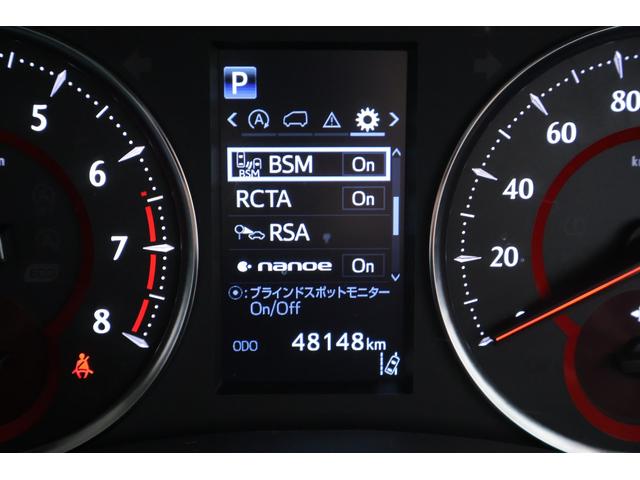 P
A
BSM BSM On
RCTA On
RSA
nanoe On
:ブラインドスポットモニター
On/Off
ODO 48148km
5
6
7
8
20
40
60
80